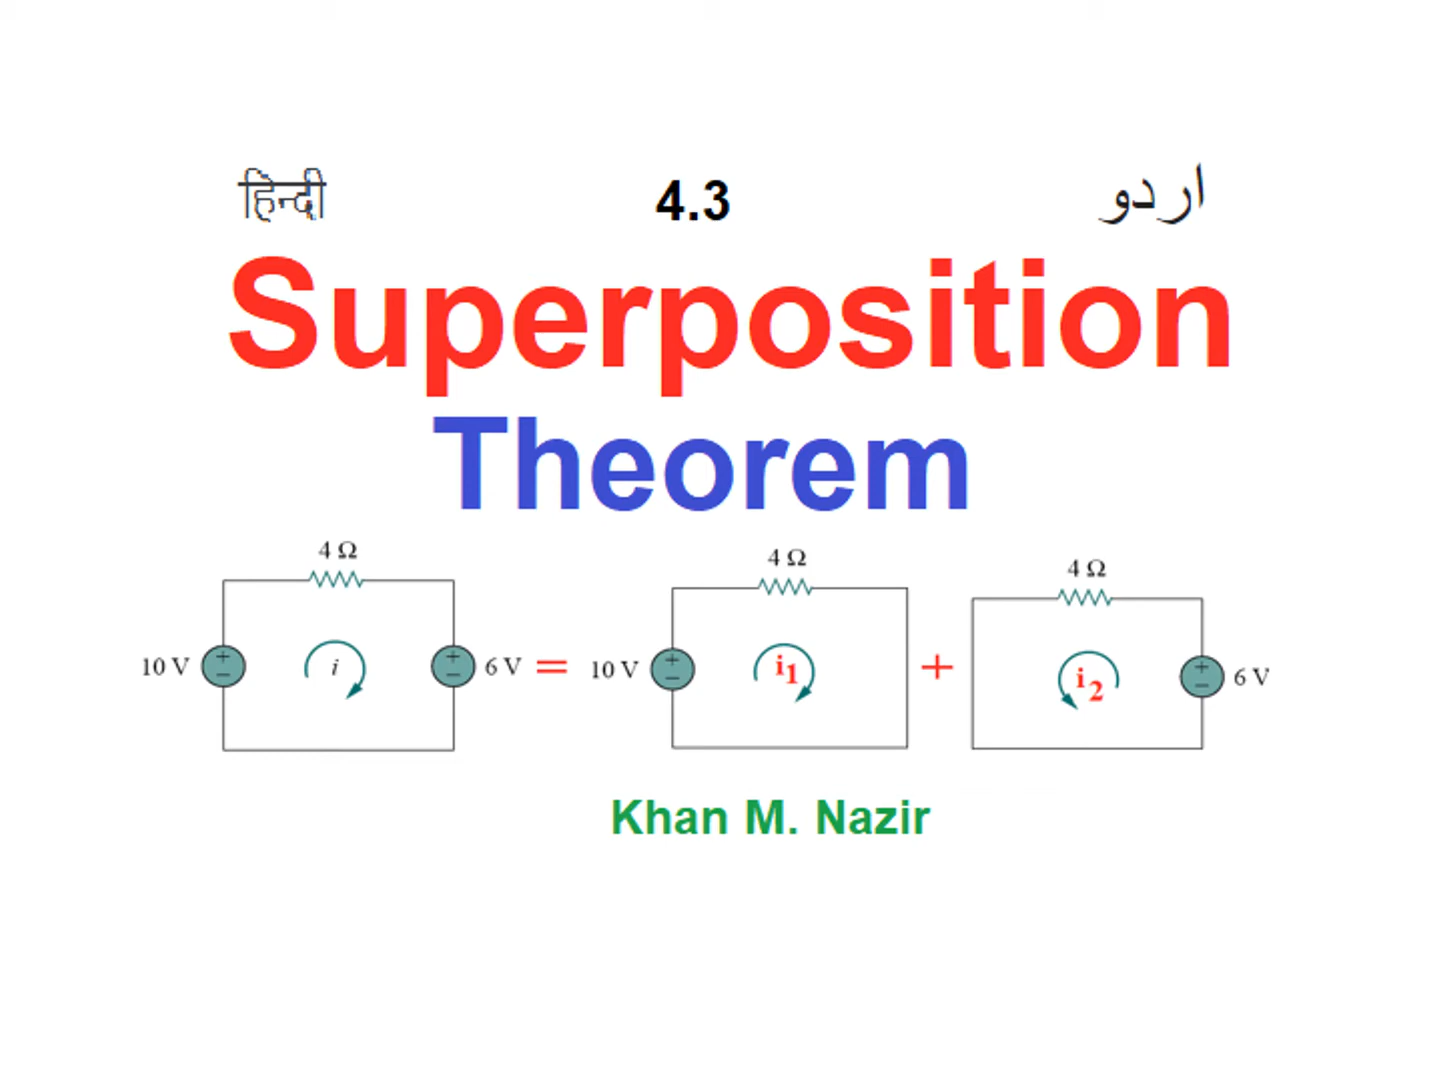 हिन्दी 4.3 اردو
Superposition
Theorem
4 Ω 4 Ω 4 Ω
10 V + − i + − 6 V = 10 V + − i1 + i2 + − 6 V
Khan M. Nazir